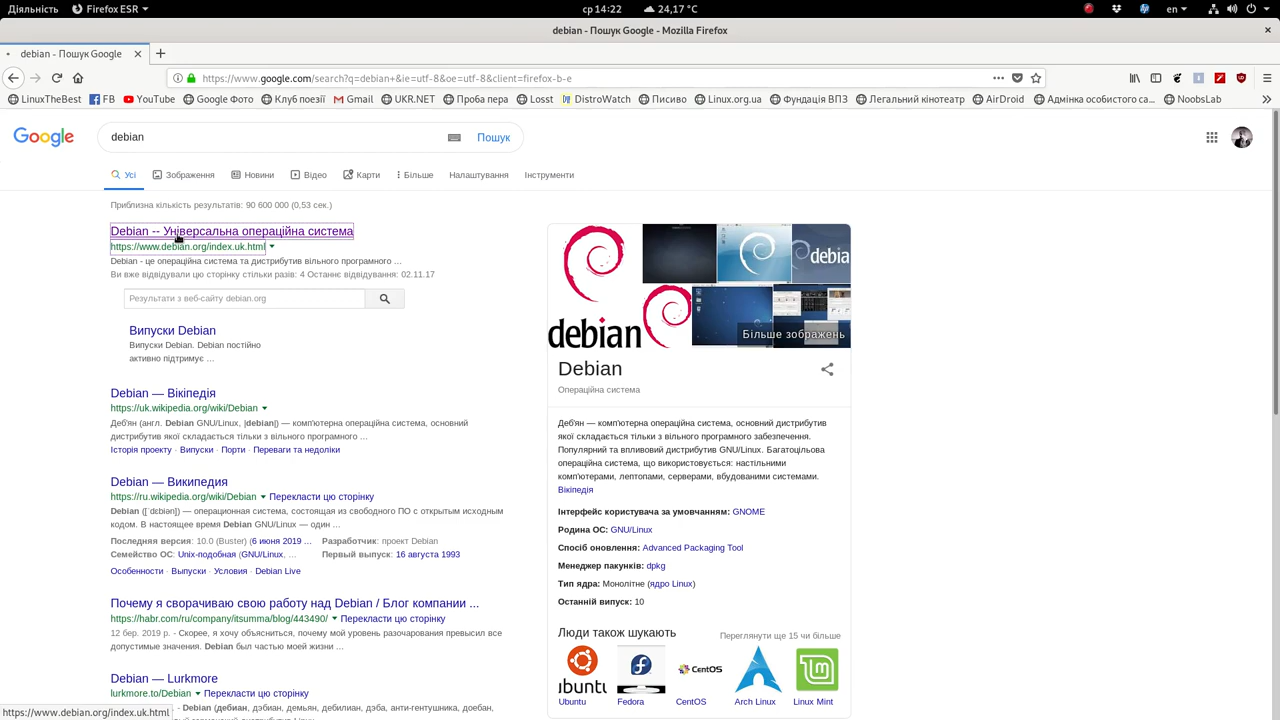 Діяльність Firefox ESR ср 14:22 24,17 °C en
debian - Пошук Google - Mozilla Firefox
debian - Пошук Google
https://www.google.com/search?q=debian+&ie=utf-8&oe=utf-8&client=firefox-b-e
LinuxTheBest FB YouTube Google Фото Клуб поезії Gmail UKR.NET Проба пера Losst DistroWatch Писиво Linux.org.ua Фундація ВПЗ Легальний кінотеатр AirDroid Адмінка особистого са... NoobsLab
Google debian Пошук
Усі Зображення Новини Відео Карти Більше Налаштування Інструменти
Приблизна кількість результатів: 90 600 000 (0,53 сек.)
Debian -- Універсальна операційна система
https://www.debian.org/index.uk.html
Debian - це операційна система та дистрибутив вільного програмного ...
Ви вже відвідували цю сторінку стільки разів: 4 Останнє відвідування: 02.11.17
Результати з веб-сайту debian.org
Випуски Debian
Випуски Debian. Debian постійно
активно підтримує ...
Debian — Вікіпедія
https://uk.wikipedia.org/wiki/Debian
Деб'ян (англ. Debian GNU/Linux, |debian|) — комп'ютерна операційна система, основний
дистрибутив якої складається тільки з вільного програмного ...
Історія проекту · Випуски · Порти · Переваги та недоліки
Debian — Википедия
https://ru.wikipedia.org/wiki/Debian Перекласти цю сторінку
Debian ([ˈdɛbiən]) — операционная система, состоящая из свободного ПО с открытым исходным
кодом. В настоящее время Debian GNU/Linux — один ...
Последняя версия: 10.0 (Buster) (6 июня 2019 ... Разработчик: проект Debian
Семейство ОС: Unix-подобная (GNU/Linux, ... Первый выпуск: 16 августа 1993
Особенности · Выпуски · Условия · Debian Live
Почему я сворачиваю свою работу над Debian / Блог компании ...
https://habr.com/ru/company/itsumma/blog/443490/ Перекласти цю сторінку
12 бер. 2019 р. - Скорее, я хочу объясниться, почему мой уровень разочарования превысил все
допустимые значения. Debian был частью моей жизни ...
Debian — Lurkmore
lurkmore.to/Debian Перекласти цю сторінку
- Debian (дебиан, дэбиан, демьян, дебилиан, дэба, анти-гентушника, доебан,
https://www.debian.org/index.uk.html
debian
debian
Більше зображень
Debian
Операційна система
Деб'ян — комп'ютерна операційна система, основний дистрибутив
якої складається тільки з вільного програмного забезпечення.
Популярний та впливовий дистрибутив GNU/Linux. Багатоцільова
операційна система, що використовується: настільними
комп'ютерами, лептопами, серверами, вбудованими системами.
Вікіпедія
Інтерфейс користувача за умовчанням: GNOME
Родина ОС: GNU/Linux
Спосіб оновлення: Advanced Packaging Tool
Менеджер пакунків: dpkg
Тип ядра: Монолітне (ядро Linux)
Останній випуск: 10
Люди також шукають Переглянути ще 15 чи більше
CentOS
Ubuntu Fedora CentOS Arch Linux Linux Mint